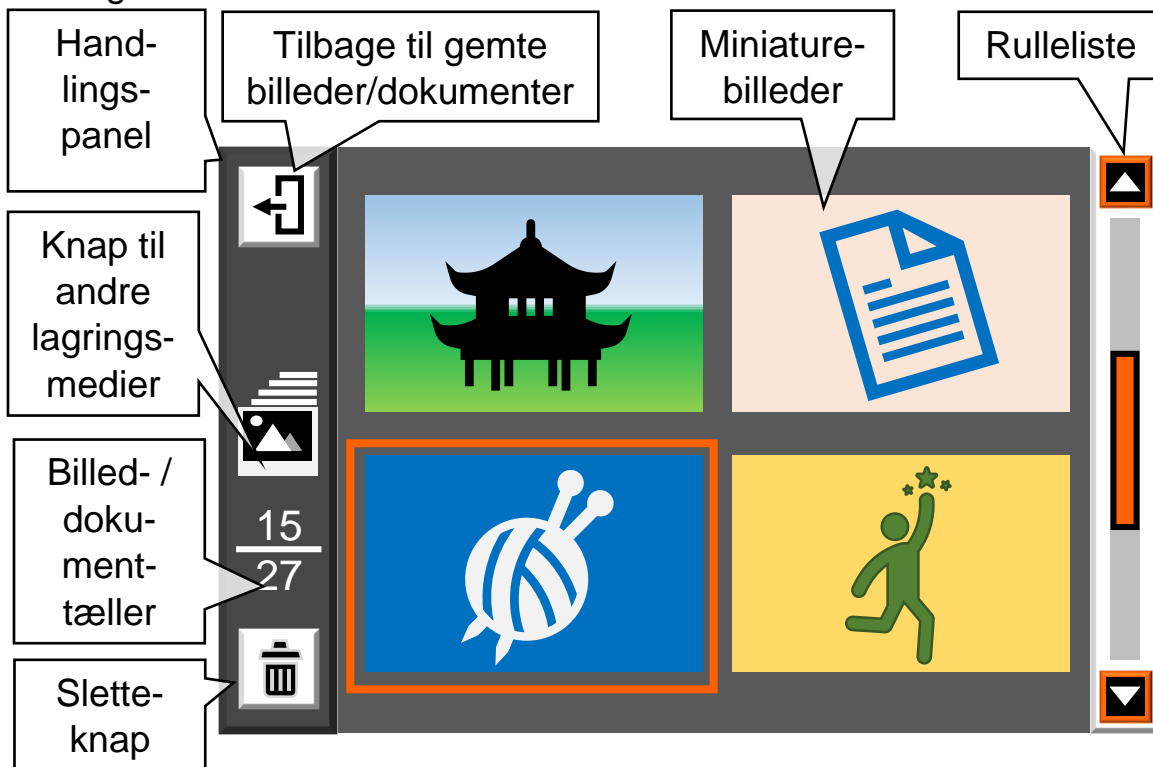 Hand-
lings-
panel
Tilbage til gemte
billeder/dokumenter
Miniature-
billeder
Rulleliste
Knap til
andre
lagrings-
medier
Billed- /
doku-
ment-
tæller
15
27
Slette-
knap